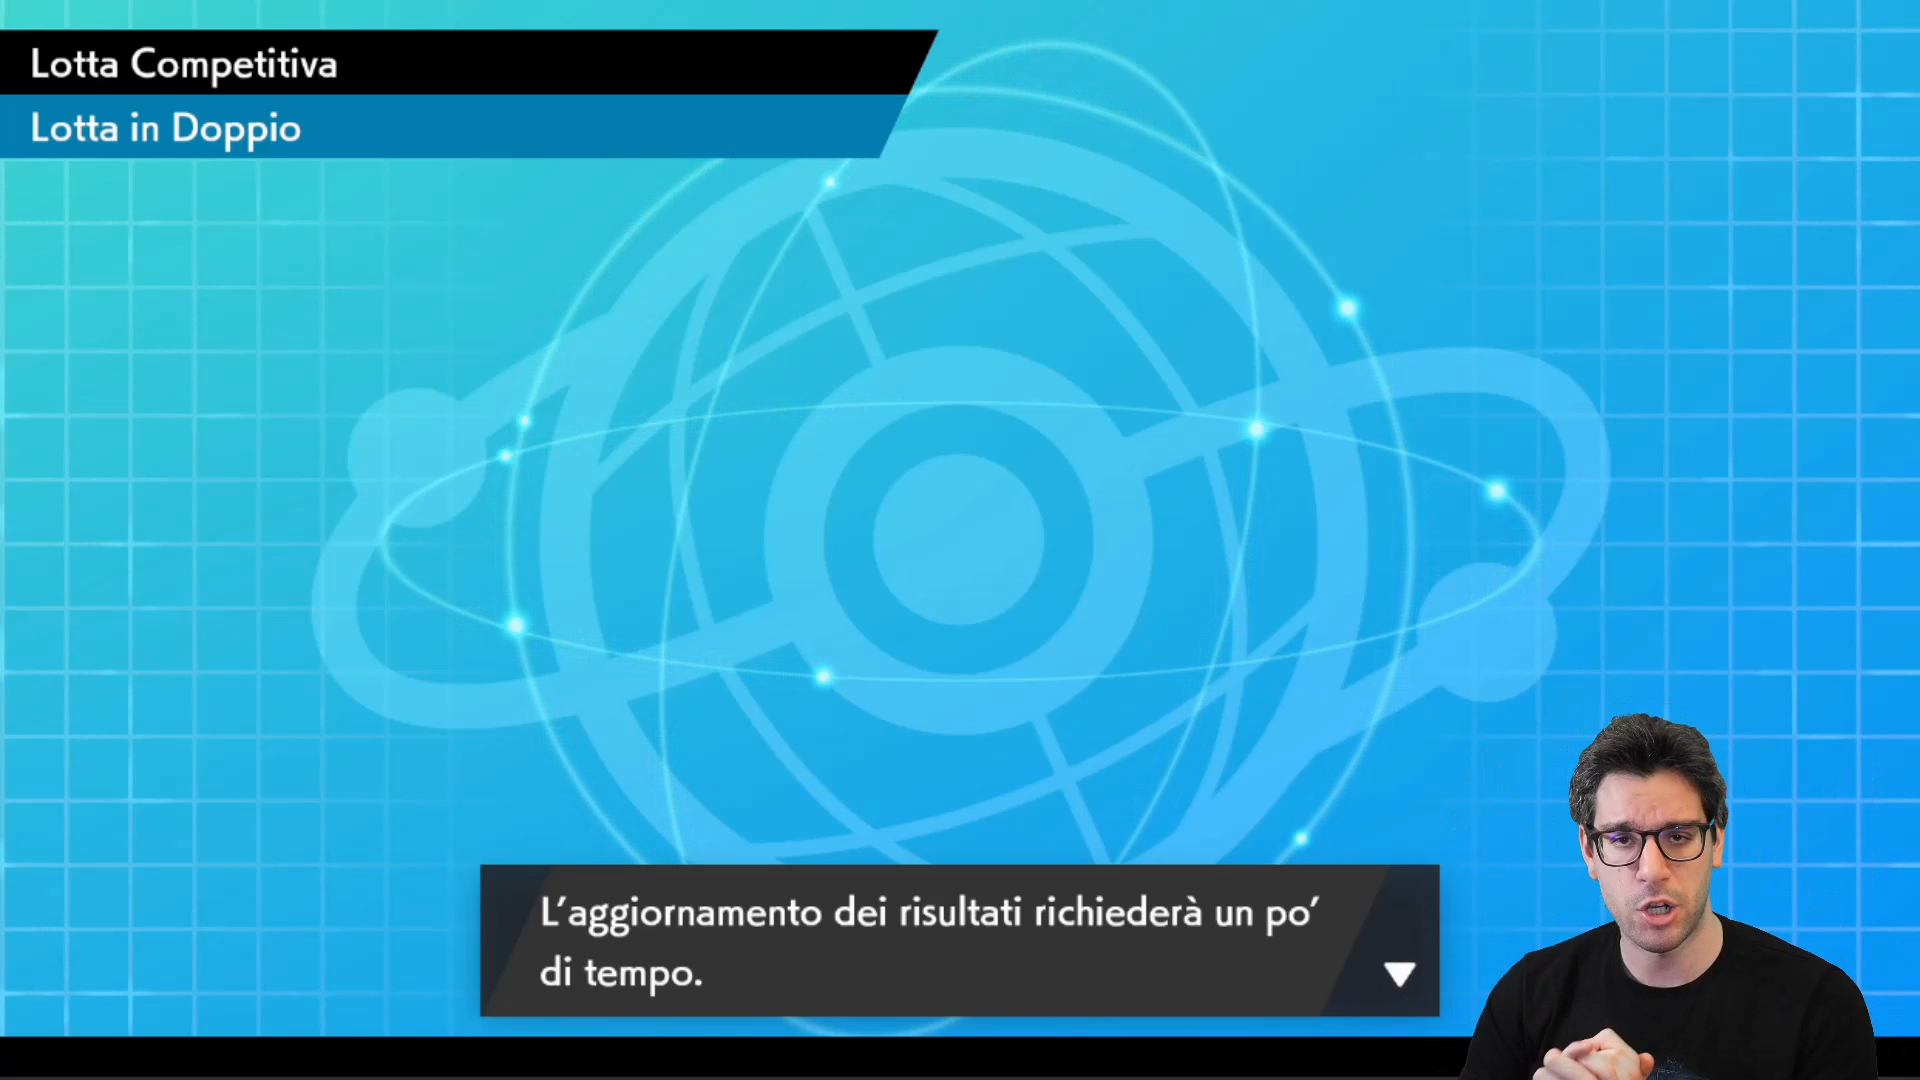 Lotta Competitiva
Lotta in Doppio
L'aggiornamento dei risultati richiederà un po'
di tempo.